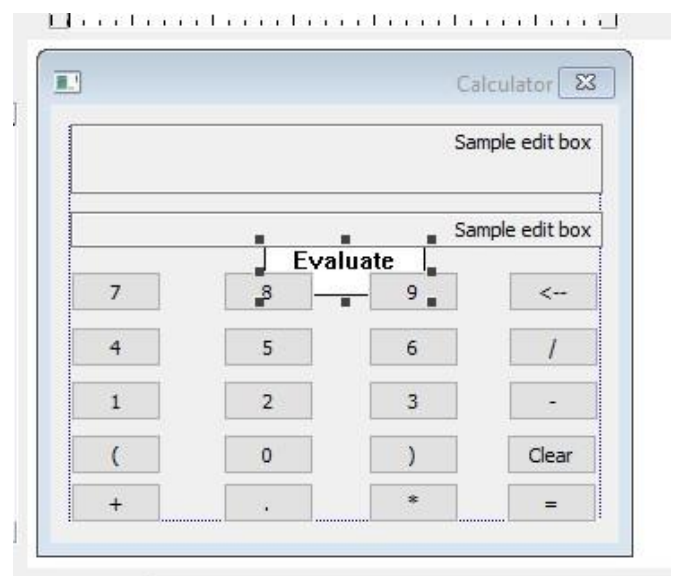 Calculator
Sample edit box
Sample edit box
Evaluate
7 8 9 <--
4 5 6 /
1 2 3 -
( 0 ) Clear
+ . * =